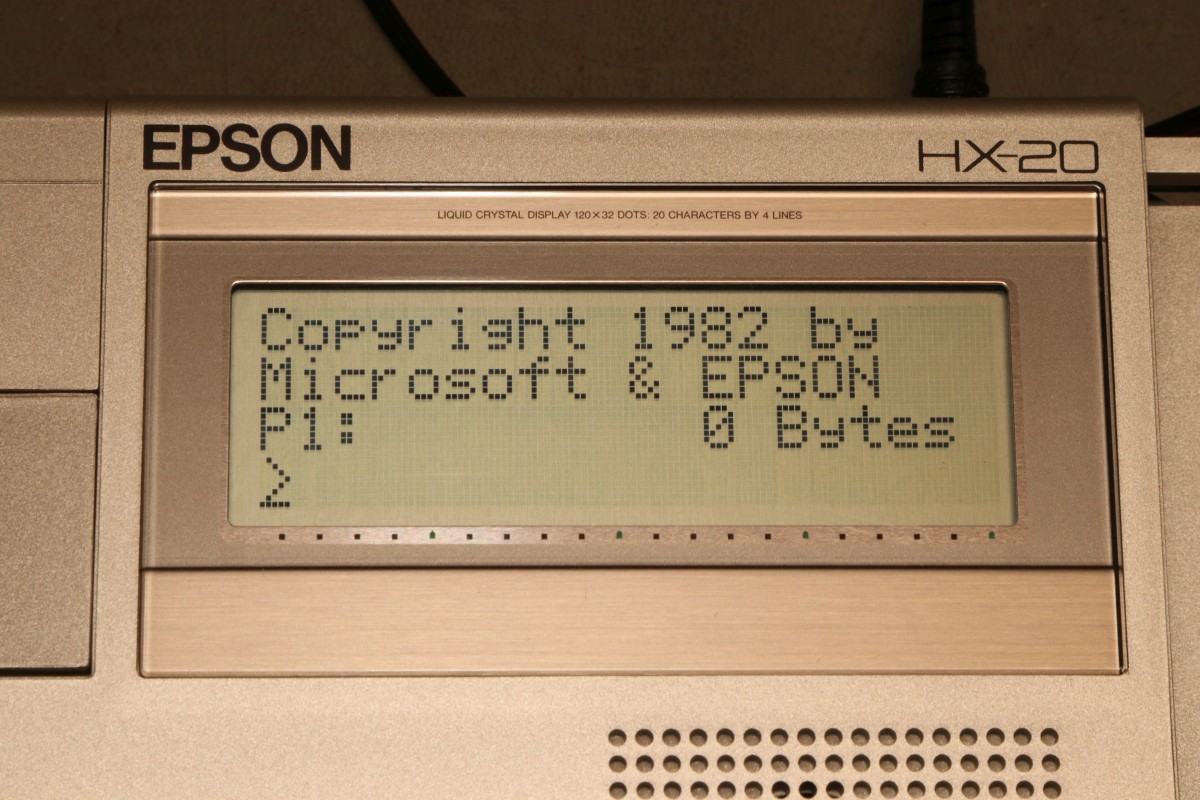 EPSON
HX-20
LIQUID CRYSTAL DISPLAY 120×32 DOTS: 20 CHARACTERS BY 4 LINES
Copyright 1982 by
Microsoft & EPSON
P1: 0 Bytes
>